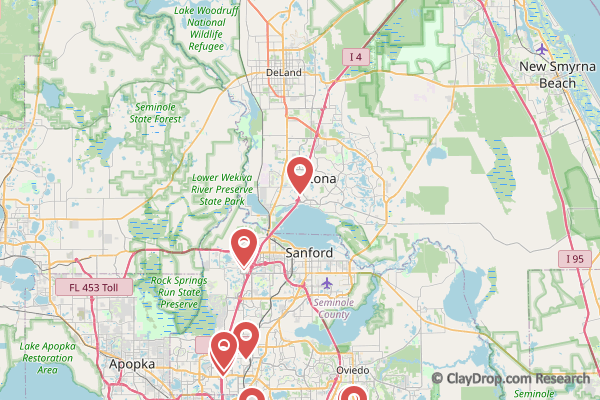 Lake Woodruff
National
Wildlife
Refugee
I 4
New Smyrna
Beach
DeLand
Seminole
State Forest
Lower Wekiva
River Preserve
State Park
tona
Sanford
I 95
FL 453 Toll
Rock Springs
Run State
Preserve
Seminole
County
Lake Apopka
Restoration
Area
Apopka
Oviedo
© ClayDrop.com Research
Seminole